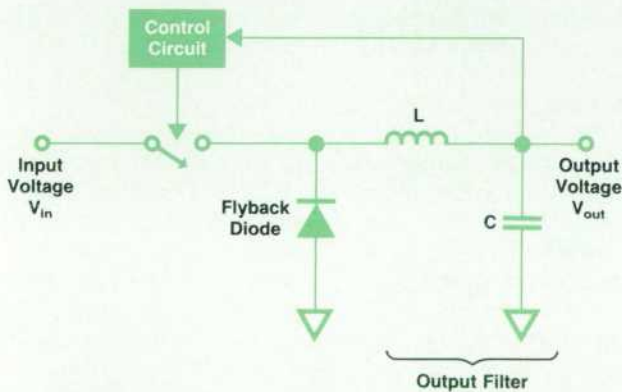 Control
Circuit
L
Input
Voltage
Vin
Flyback
Diode
C
Output
Voltage
Vout
Output Filter